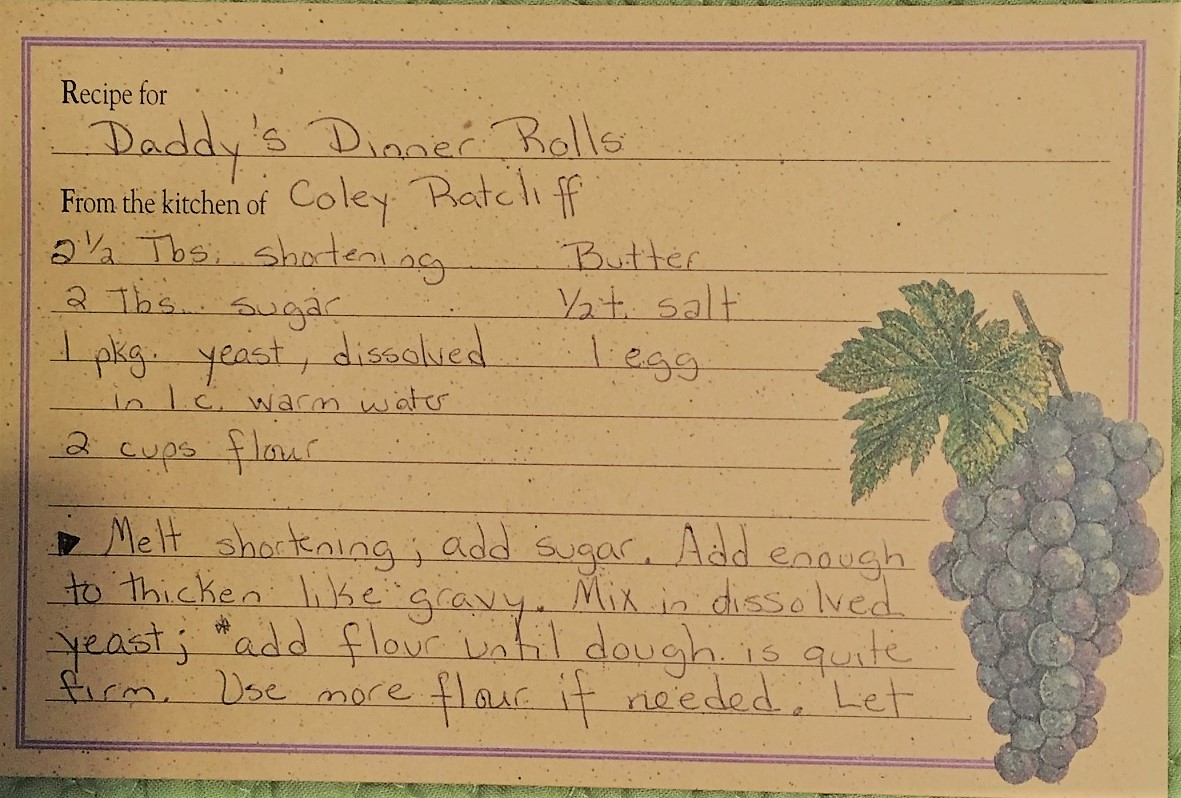 Recipe for
Daddy's Dinner Rolls
From the kitchen of Coley Ratcliff
2 1/2 Tbs. shortening Butter
2 Tbs. sugar 1/2 t. salt
1 pkg. yeast, dissolved 1 egg
in 1 c. warm water
2 cups flour
▶ Melt shortening; add sugar. Add enough
to thicken like gravy. Mix in dissolved
yeast; *add flour until dough is quite
firm. Use more flour if needed. Let